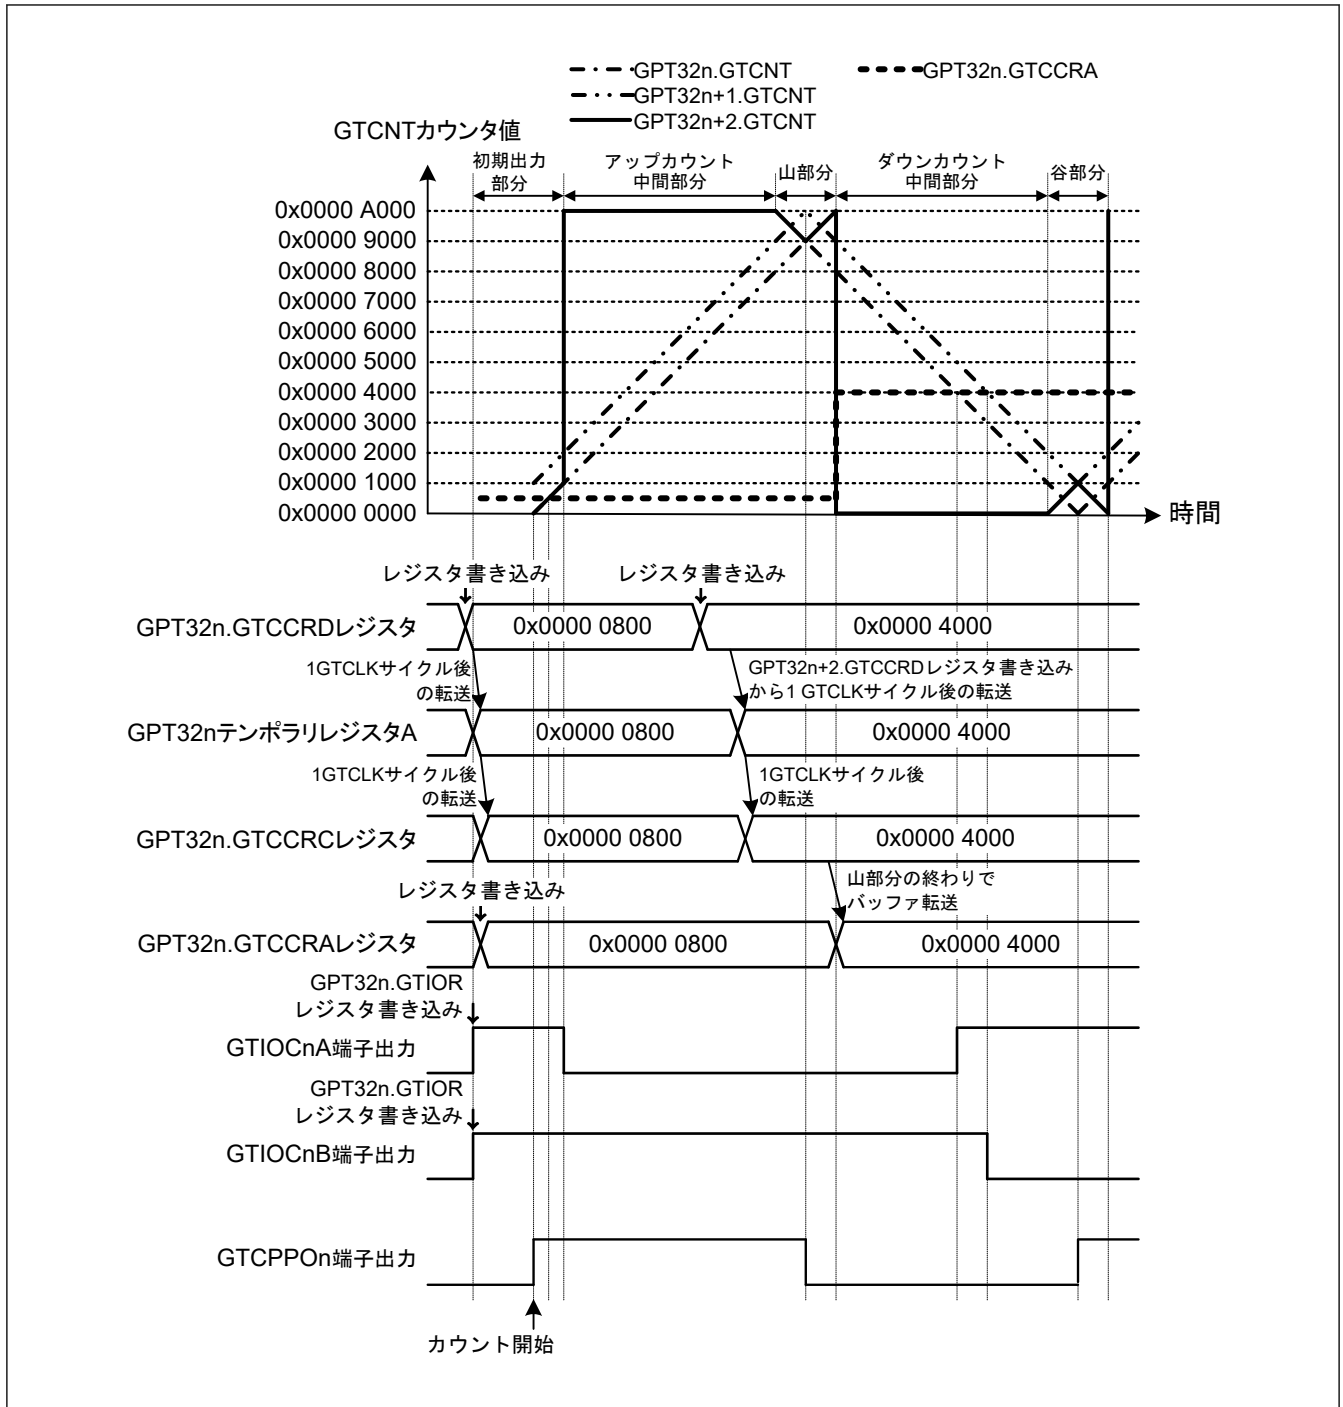 GPT32n.GTCNT
GPT32n.GTCCRA
GPT32n+1.GTCNT
GPT32n+2.GTCNT
GTCNTカウンタ値
初期出力
部分
アップカウント
中間部分
山部分
ダウンカウント
中間部分
谷部分
0x0000 A000
0x0000 9000
0x0000 8000
0x0000 7000
0x0000 6000
0x0000 5000
0x0000 4000
0x0000 3000
0x0000 2000
0x0000 1000
0x0000 0000
時間
レジスタ書き込み
レジスタ書き込み
GPT32n.GTCCRDレジスタ
0x0000 0800
0x0000 4000
1GTCLKサイクル後
の転送
GPT32n+2.GTCCRDレジスタ書き込み
から1 GTCLKサイクル後の転送
GPT32nテンポラリレジスタA
0x0000 0800
0x0000 4000
1GTCLKサイクル後
の転送
1GTCLKサイクル後
の転送
GPT32n.GTCCRCレジスタ
0x0000 0800
0x0000 4000
レジスタ書き込み
山部分の終わりで
バッファ転送
GPT32n.GTCCRAレジスタ
0x0000 0800
0x0000 4000
GPT32n.GTIOR
レジスタ書き込み
GTIOCnA端子出力
GPT32n.GTIOR
レジスタ書き込み
GTIOCnB端子出力
GTCPPOn端子出力
カウント開始